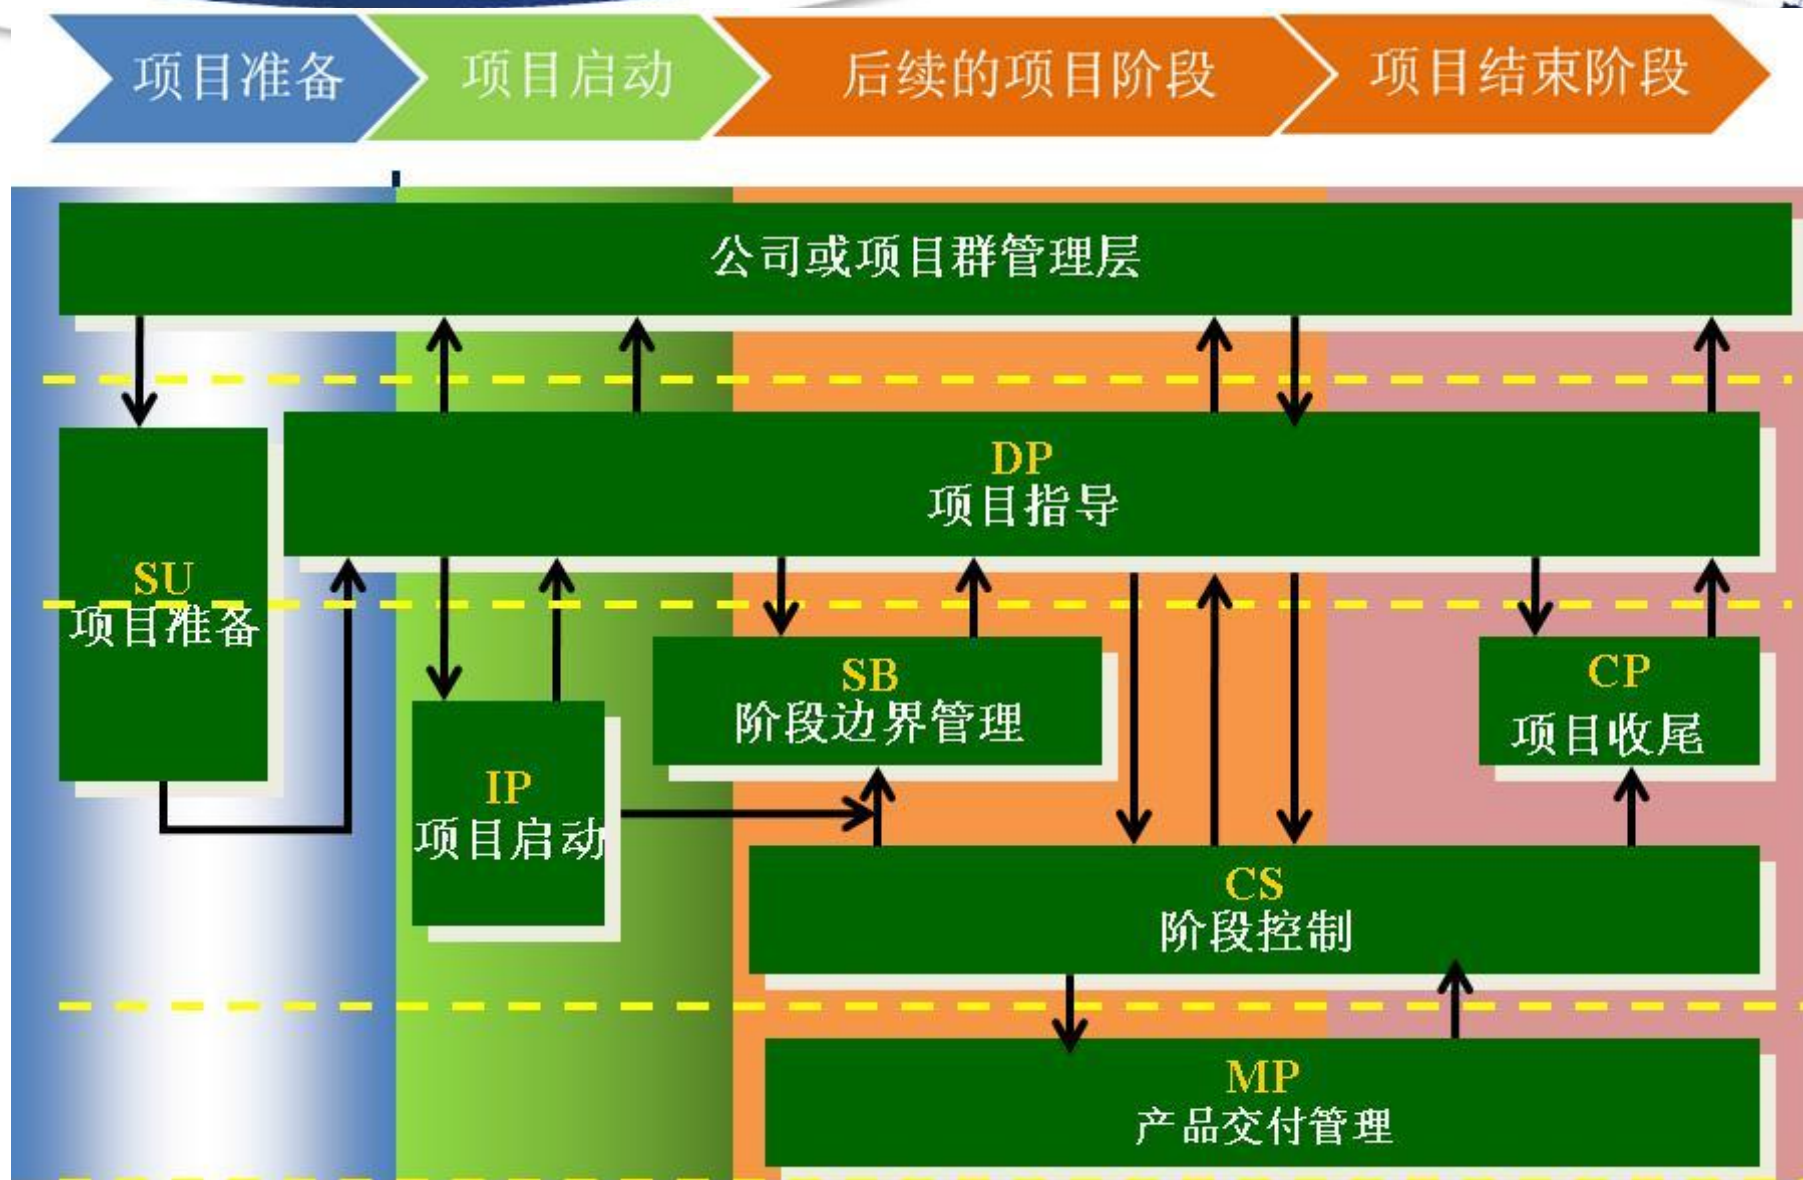 项目准备
项目启动
后续的项目阶段
项目结束阶段
公司或项目群管理层
DP
项目指导
SU
项目准备
SB
阶段边界管理
CP
项目收尾
IP
项目启动
CS
阶段控制
MP
产品交付管理